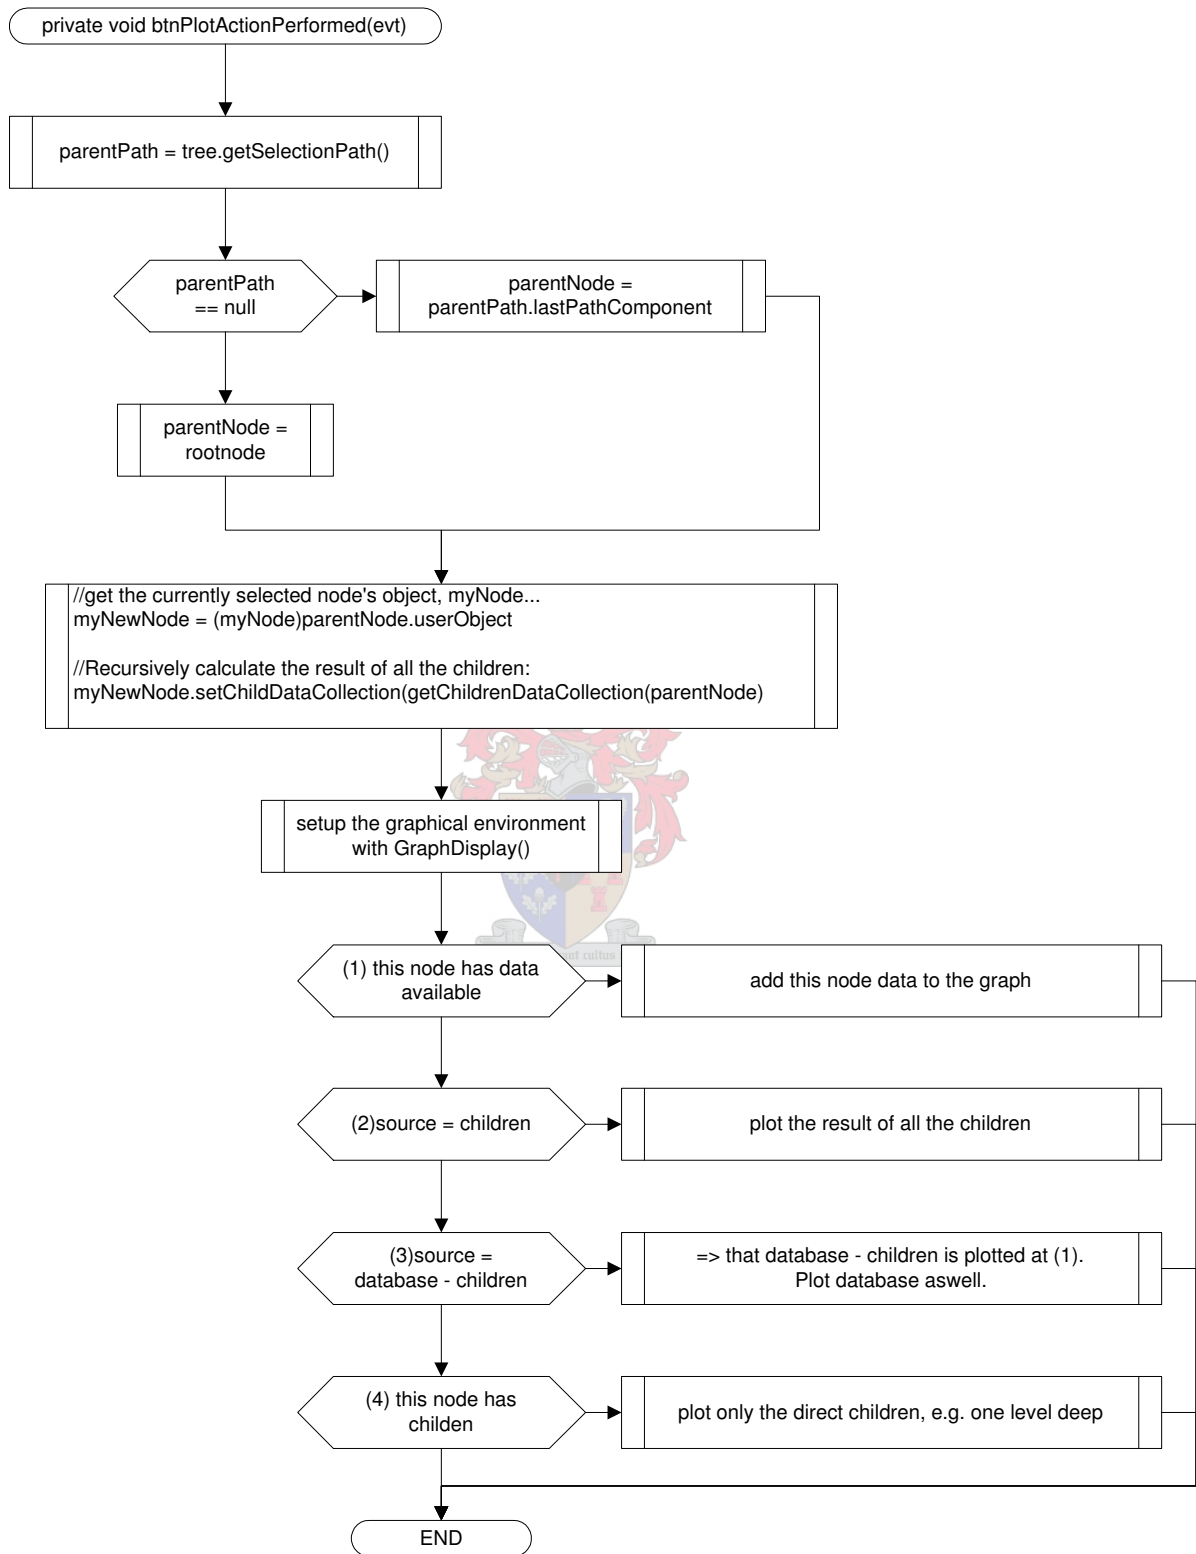 private void btnPlotActionPerformed(evt)
parentPath = tree.getSelectionPath()
parentPath
== null
parentNode =
parentPath.lastPathComponent
parentNode =
rootnode
//get the currently selected node's object, myNode...
myNewNode = (myNode)parentNode.userObject
//Recursively calculate the result of all the children:
myNewNode.setChildDataCollection(getChildrenDataCollection(parentNode)
setup the graphical environment
with GraphDisplay()
(1) this node has data
available
add this node data to the graph
cultus
(2)source = children
plot the result of all the children
(3)source =
database - children
=> that database - children is plotted at (1).
Plot database aswell.
(4) this node has
childen
plot only the direct children, e.g. one level deep
END